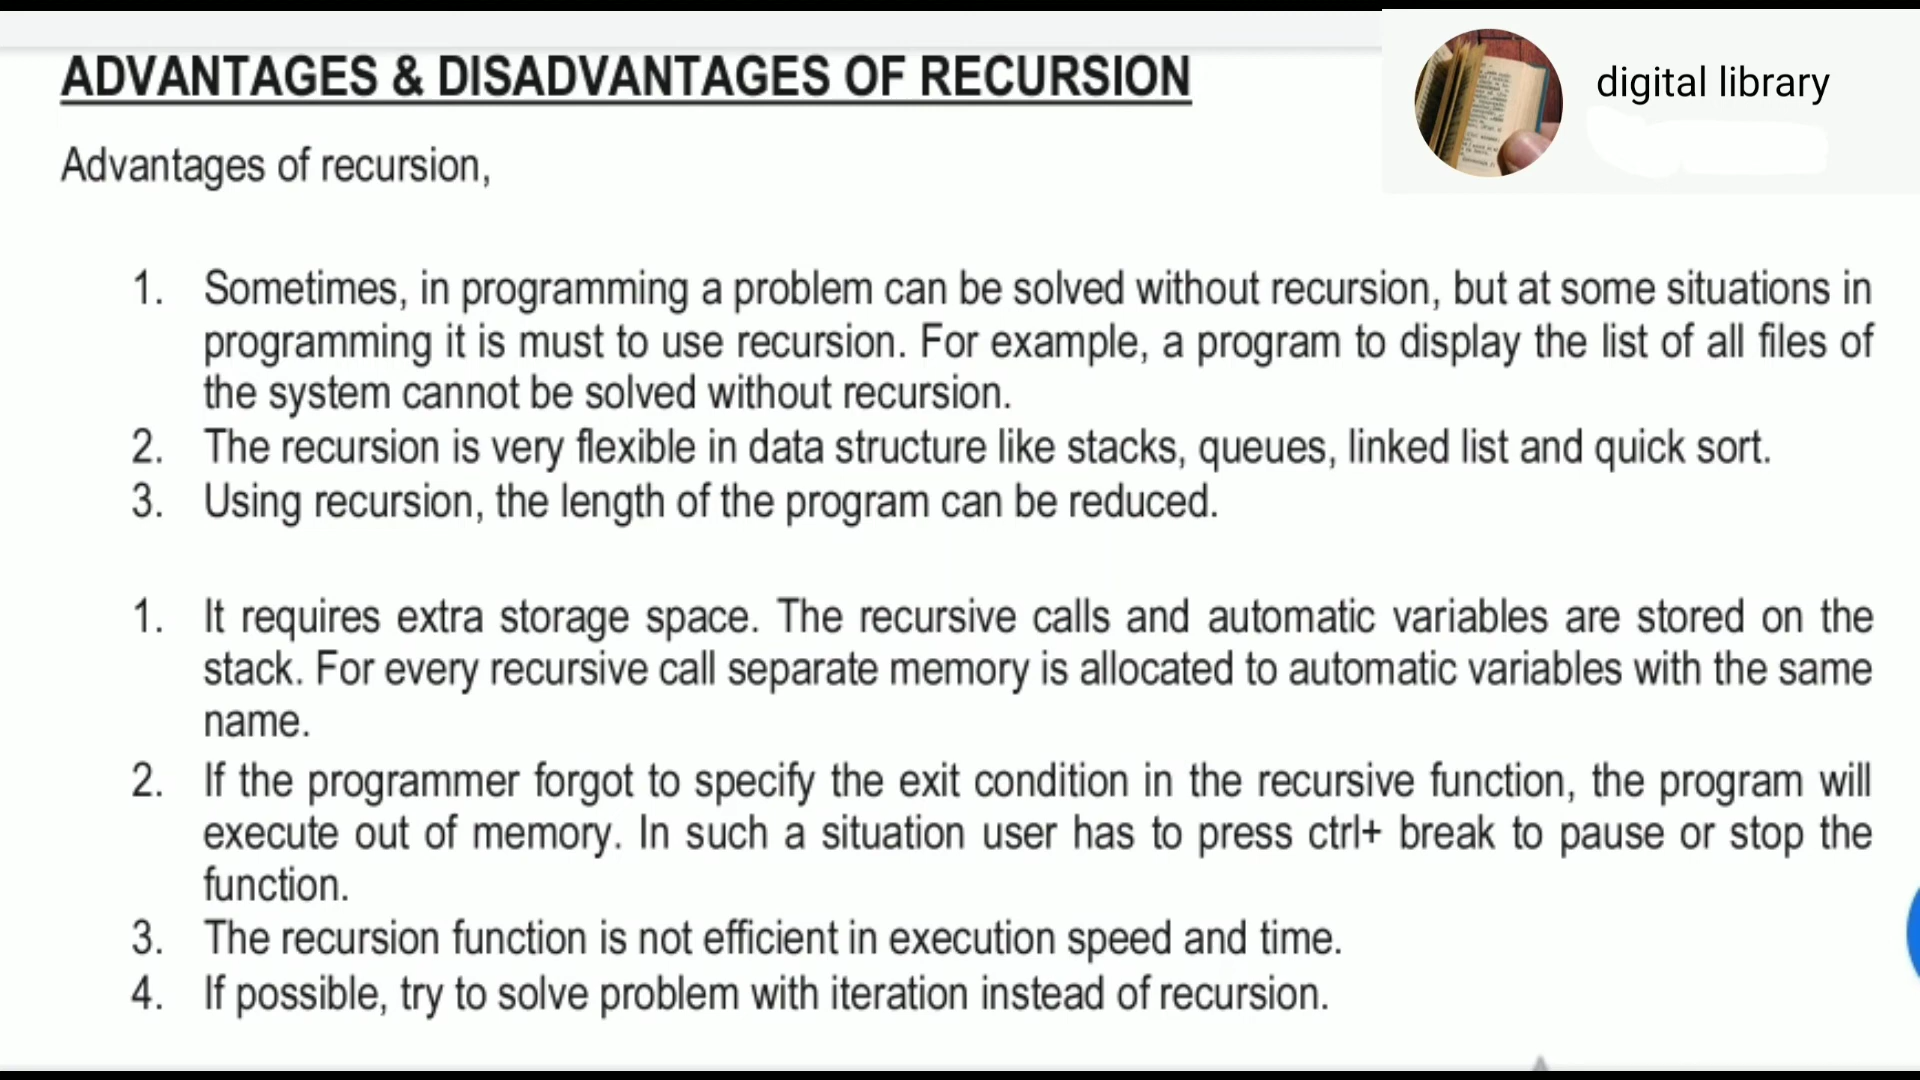 ADVANTAGES & DISADVANTAGES OF RECURSION
digital library
Advantages of recursion,
1. Sometimes, in programming a problem can be solved without recursion, but at some situations in
programming it is must to use recursion. For example, a program to display the list of all files of
the system cannot be solved without recursion.
2. The recursion is very flexible in data structure like stacks, queues, linked list and quick sort.
3. Using recursion, the length of the program can be reduced.
1. It requires extra storage space. The recursive calls and automatic variables are stored on the
stack. For every recursive call separate memory is allocated to automatic variables with the same
name.
2. If the programmer forgot to specify the exit condition in the recursive function, the program will
execute out of memory. In such a situation user has to press ctrl+ break to pause or stop the
function.
3. The recursion function is not efficient in execution speed and time.
4. If possible, try to solve problem with iteration instead of recursion.